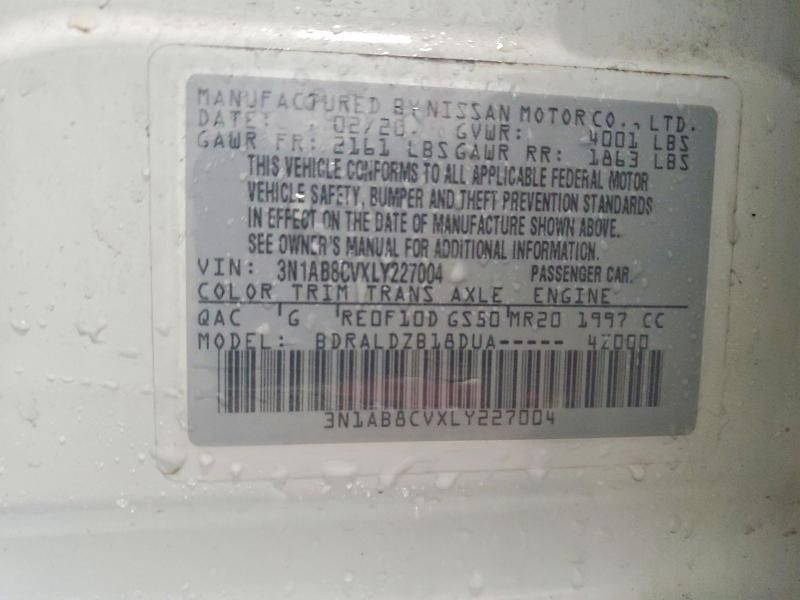 MANUFACTURED BY NISSAN MOTOR CO., LTD.
DATE: 02/20 GVWR: 4001 LBS
GAWR FR: 2161 LBS GAWR RR: 1863 LBS
THIS VEHICLE CONFORMS TO ALL APPLICABLE FEDERAL MOTOR
VEHICLE SAFETY, BUMPER AND THEFT PREVENTION STANDARDS
IN EFFECT ON THE DATE OF MANUFACTURE SHOWN ABOVE.
SEE OWNER'S MANUAL FOR ADDITIONAL INFORMATION.
VIN: 3N1AB8CVXLY227004 PASSENGER CAR.
COLOR TRIM TRANS AXLE ENGINE
QAC G RE0F10D GS50 MR20 1997 CC
MODEL: BDRALDZB18DUA----- 4Z000
3N1AB8CVXLY227004